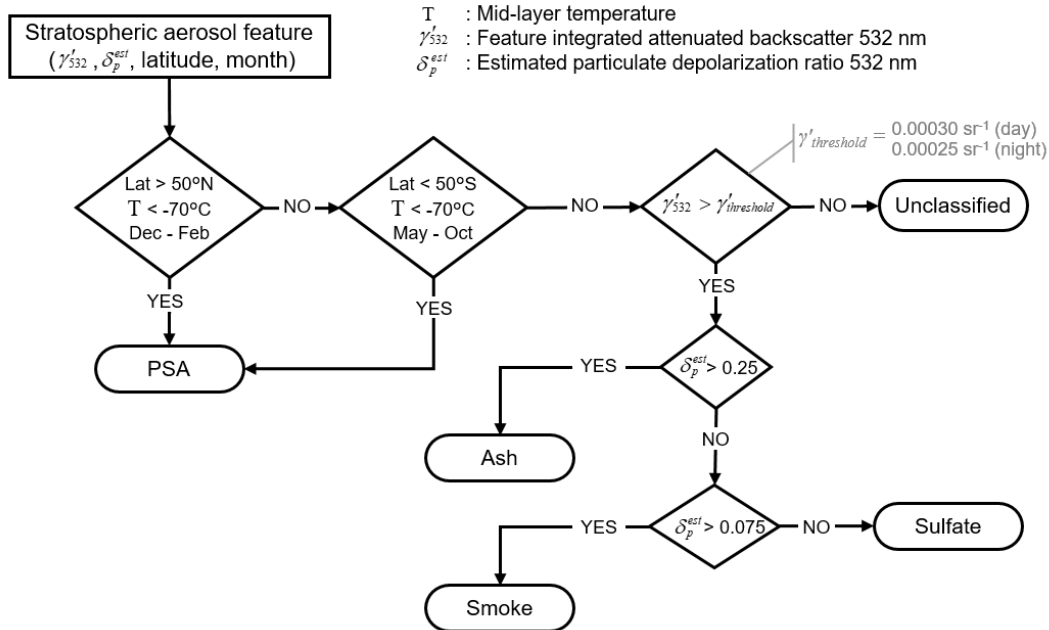 Stratospheric aerosol feature
(γ′532 , δp^est, latitude, month)
T : Mid-layer temperature
γ′532 : Feature integrated attenuated backscatter 532 nm
δp^est : Estimated particulate depolarization ratio 532 nm
γ′threshold = 0.00030 sr⁻¹ (day)
0.00025 sr⁻¹ (night)
Lat > 50ºN
T < -70ºC
Dec - Feb
NO
Lat < 50ºS
T < -70ºC
May - Oct
NO
γ′532 > γ′threshold
NO
Unclassified
YES
YES
YES
PSA
δp^est > 0.25
YES
Ash
NO
δp^est > 0.075
YES
NO
Sulfate
Smoke